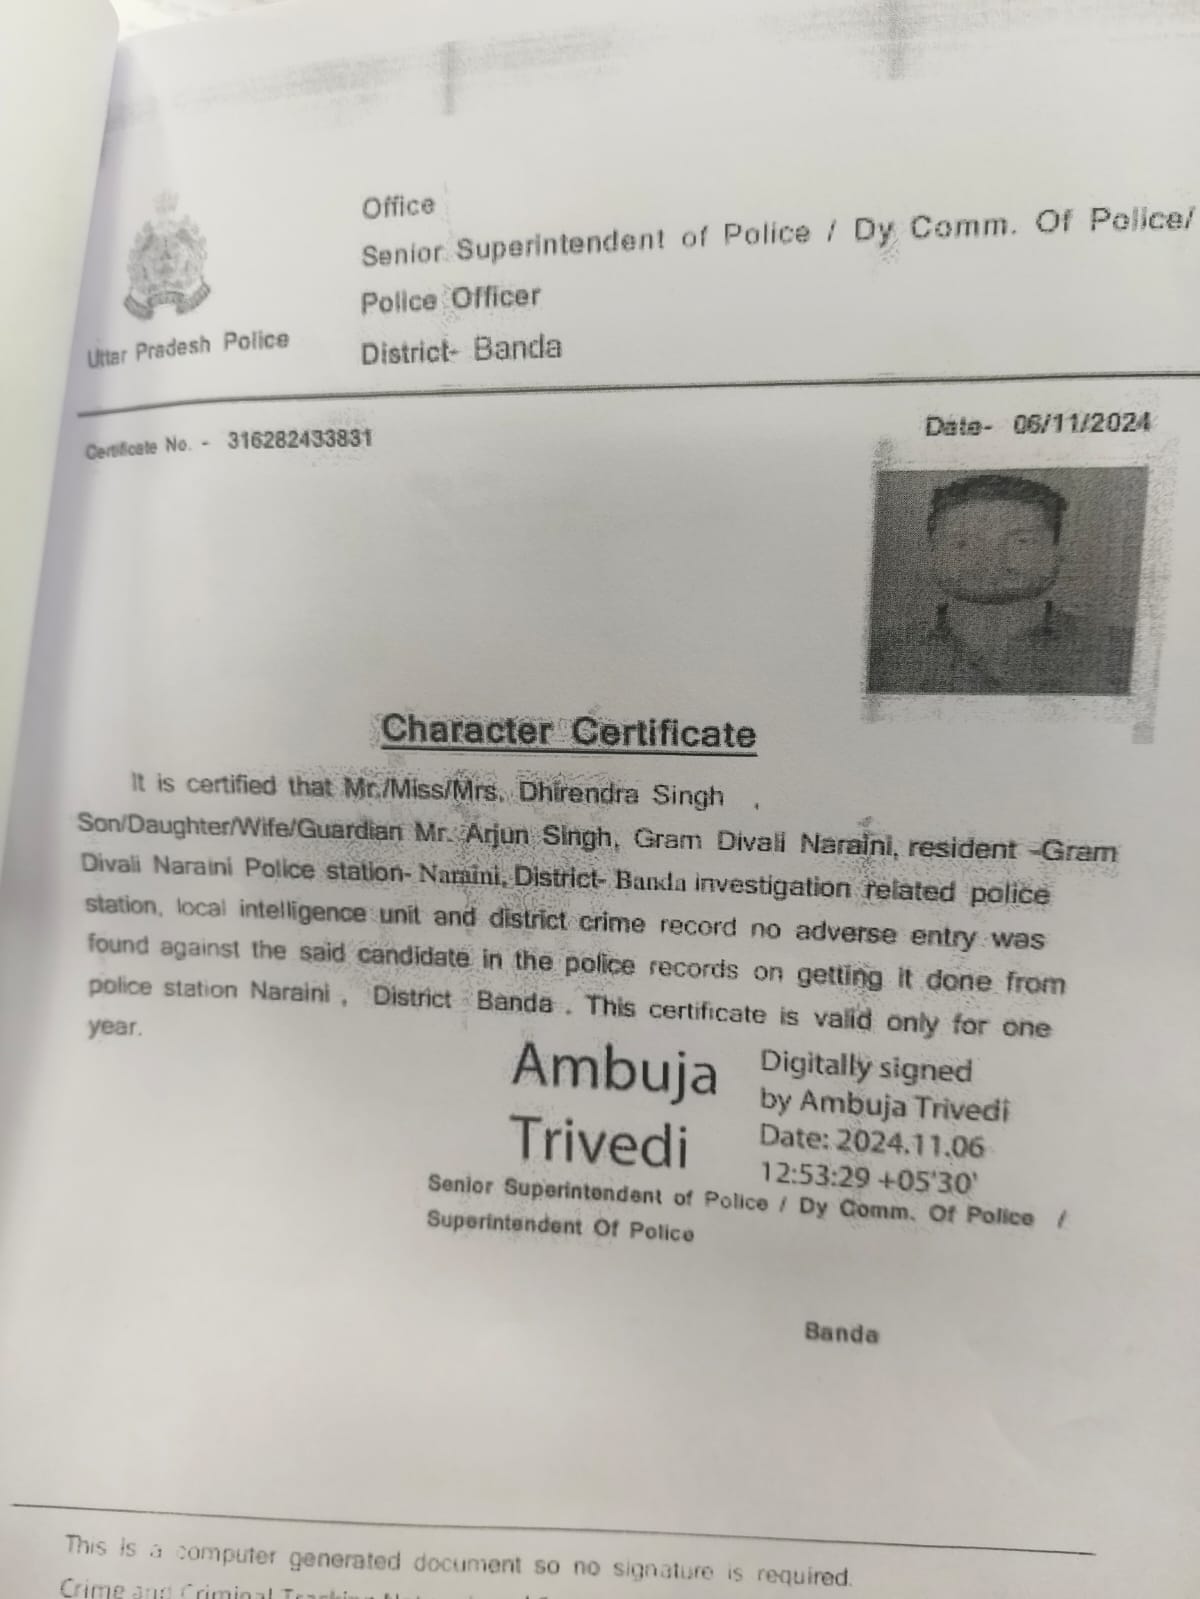 Office
Senior Superintendent of Police / Dy Comm. Of Police/
Police Officer
District- Banda
Uttar Pradesh Police
Certificate No. - 316282433831
Date- 06/11/2024
Character Certificate
It is certified that Mr./Miss/Mrs. Dhirendra Singh ,
Son/Daughter/Wife/Guardian Mr. Arjun Singh, Gram Divali Naraini, resident -Gram
Divali Naraini Police station- Naraini, District- Banda investigation related police
station, local intelligence unit and district crime record no adverse entry was
found against the said candidate in the police records on getting it done from
police station Naraini , District Banda . This certificate is valid only for one
year.
Ambuja
Trivedi
Digitally signed
by Ambuja Trivedi
Date: 2024.11.06
12:53:29 +05'30'
Senior Superintendent of Police / Dy Comm. Of Police /
Superintendent Of Police
Banda
This is a computer generated document so no signature is required.
Crime and Criminal